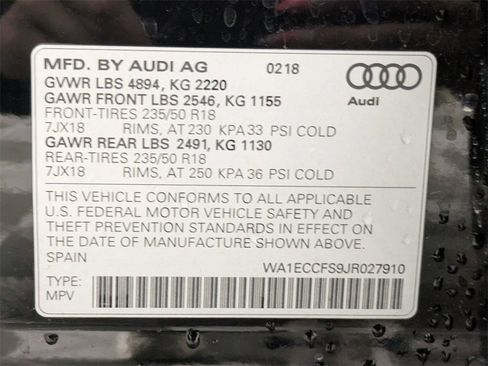 MFD. BY AUDI AG 0218
GVWR LBS 4894, KG 2220
GAWR FRONT LBS 2546, KG 1155
Audi
FRONT-TIRES 235/50 R18
7JX18 RIMS, AT 230 KPA 33 PSI COLD
GAWR REAR LBS 2491, KG 1130
REAR-TIRES 235/50 R18
7JX18 RIMS, AT 250 KPA 36 PSI COLD
THIS VEHICLE CONFORMS TO ALL APPLICABLE
U.S. FEDERAL MOTOR VEHICLE SAFETY AND
THEFT PREVENTION STANDARDS IN EFFECT ON
THE DATE OF MANUFACTURE SHOWN ABOVE.
SPAIN WA1ECCFS9JR027910
TYPE:
MPV